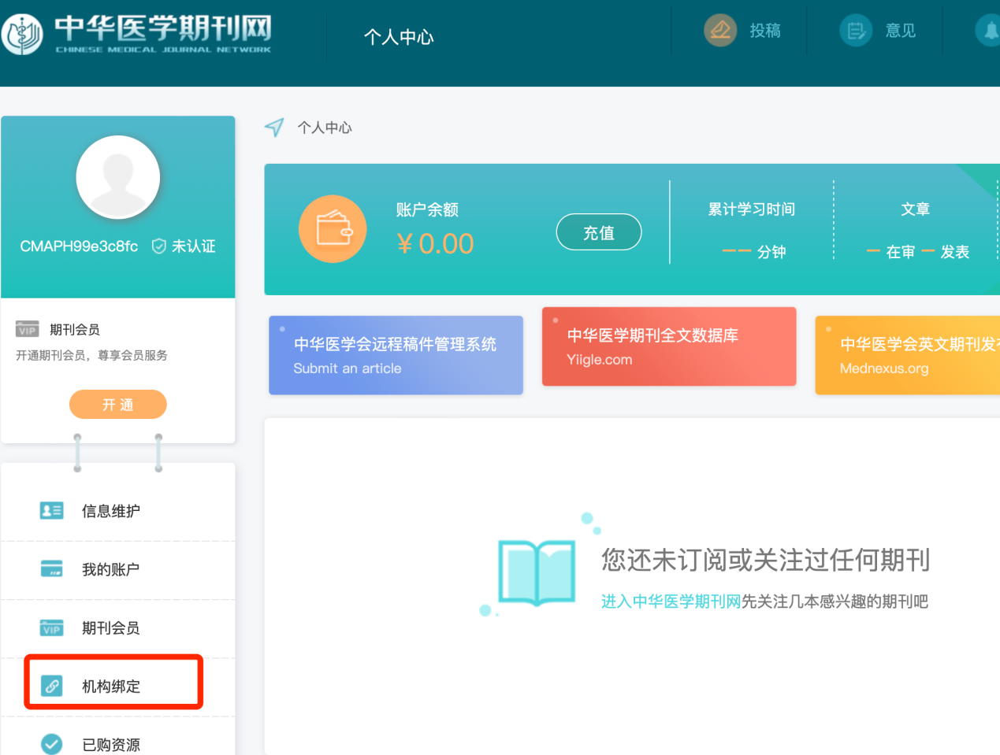 中华医学期刊网
CHINESE MEDICAL JOURNAL NETWORK
个人中心
投稿
意见
个人中心
CMAPH99e3c8fc 未认证
VIP 期刊会员
开通期刊会员，尊享会员服务
开 通
信息维护
我的账户
VIP 期刊会员
机构绑定
已购资源
账户余额
￥0.00
充值
累计学习时间
—— 分钟
文章
— 在审 — 发表
中华医学会远程稿件管理系统
Submit an article
中华医学期刊全文数据库
Yiigle.com
中华医学会英文期刊发
Mednexus.org
您还未订阅或关注过任何期刊
进入中华医学期刊网先关注几本感兴趣的期刊吧